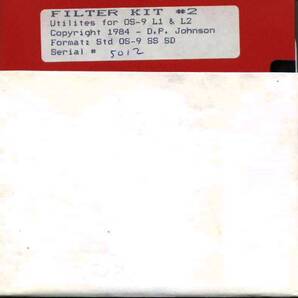 FILTER KIT #2
Utilites for OS-9 L1 & L2
Copyright 1984 - D.P. Johnson
Format: Std OS-9 SS SD
Serial # 5012